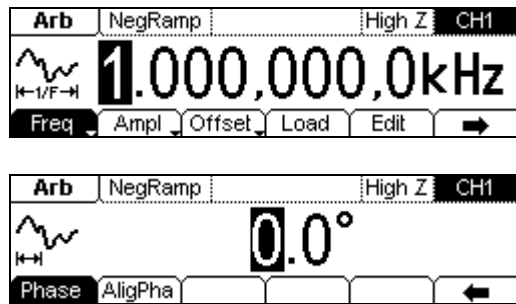 Arb NegRamp High Z CH1
1/F 1.000,000,0kHz
Freq Ampl Offset Load Edit
Arb NegRamp High Z CH1
0.0°
Phase AligPha